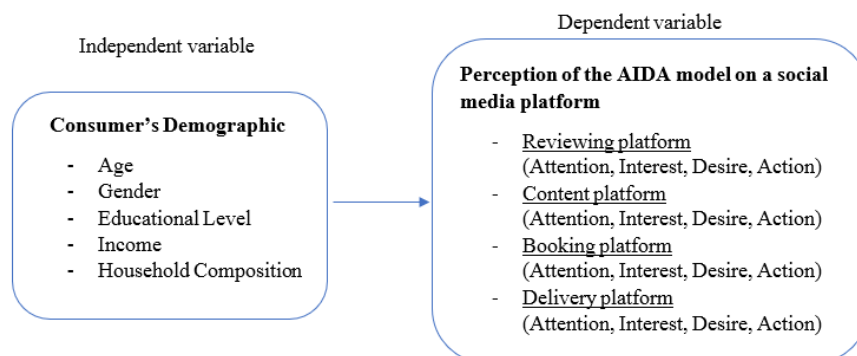 Independent variable
Consumer's Demographic
- Age
- Gender
- Educational Level
- Income
- Household Composition
Dependent variable
Perception of the AIDA model on a social
media platform
- Reviewing platform
(Attention, Interest, Desire, Action)
- Content platform
(Attention, Interest, Desire, Action)
- Booking platform
(Attention, Interest, Desire, Action)
- Delivery platform
(Attention, Interest, Desire, Action)